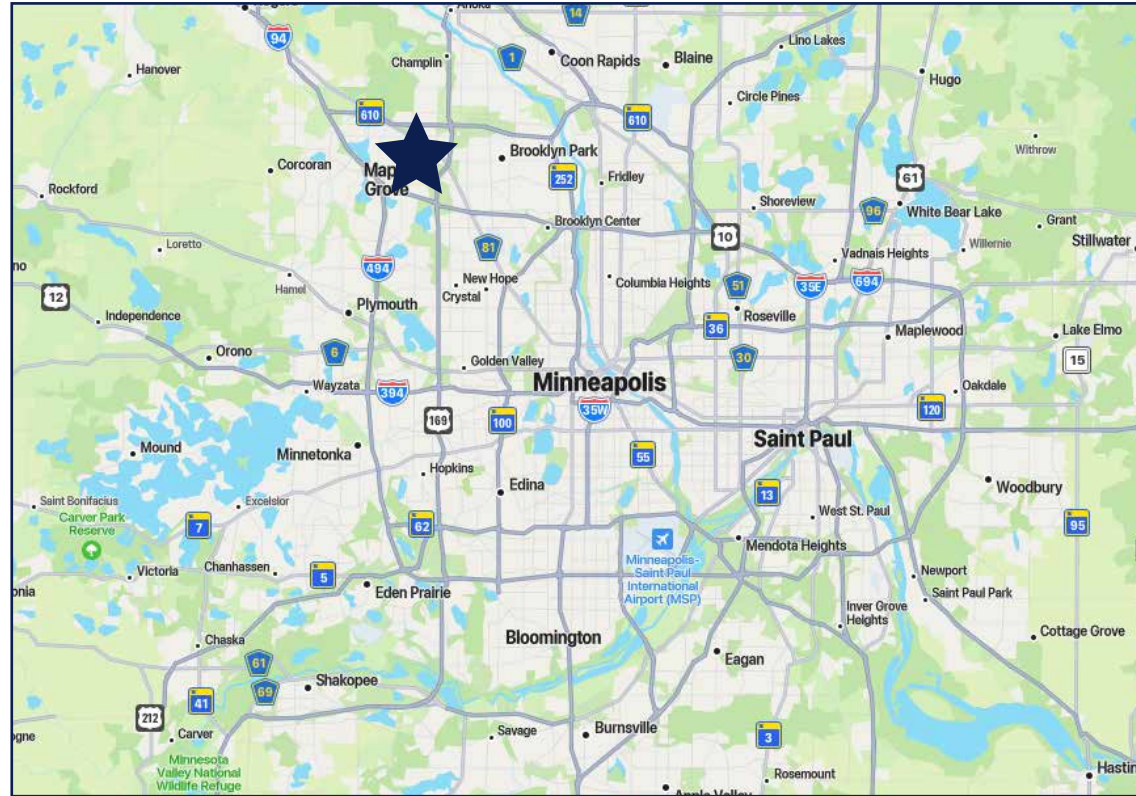 14
94
Champlin
1
Coon Rapids
Blaine
Lino Lakes
Hanover
Hugo
Circle Pines
610
610
Withrow
Corcoran
Brooklyn Park
Grove
252
Fridley
61
Rockford
Shoreview
96
White Bear Lake
Grant
Brooklyn Center
10
Willernie
Stillwater
Loretto
81
Vadnais Heights
494
New Hope
Columbia Heights
51
35E
694
Hamel
Crystal
12
Plymouth
Roseville
Independence
36
Maplewood
Lake Elmo
Orono
6
Golden Valley
30
15
Wayzata
394
Minneapolis
35W
Oakdale
120
169
100
Saint Paul
Mound
Minnetonka
55
Hopkins
Edina
13
Woodbury
Saint Bonifacius
Excelsior
Carver Park
Reserve
7
62
West St. Paul
95
Mendota Heights
Minneapolis-
Saint Paul
International
Airport (MSP)
Victoria
Chanhassen
5
Eden Prairie
Newport
Saint Paul Park
Inver Grove
Heights
Chaska
Bloomington
Cottage Grove
61
Eagan
69
Shakopee
41
212
Carver
Savage
Burnsville
3
Minnesota
Valley National
Wildlife Refuge
Rosemount